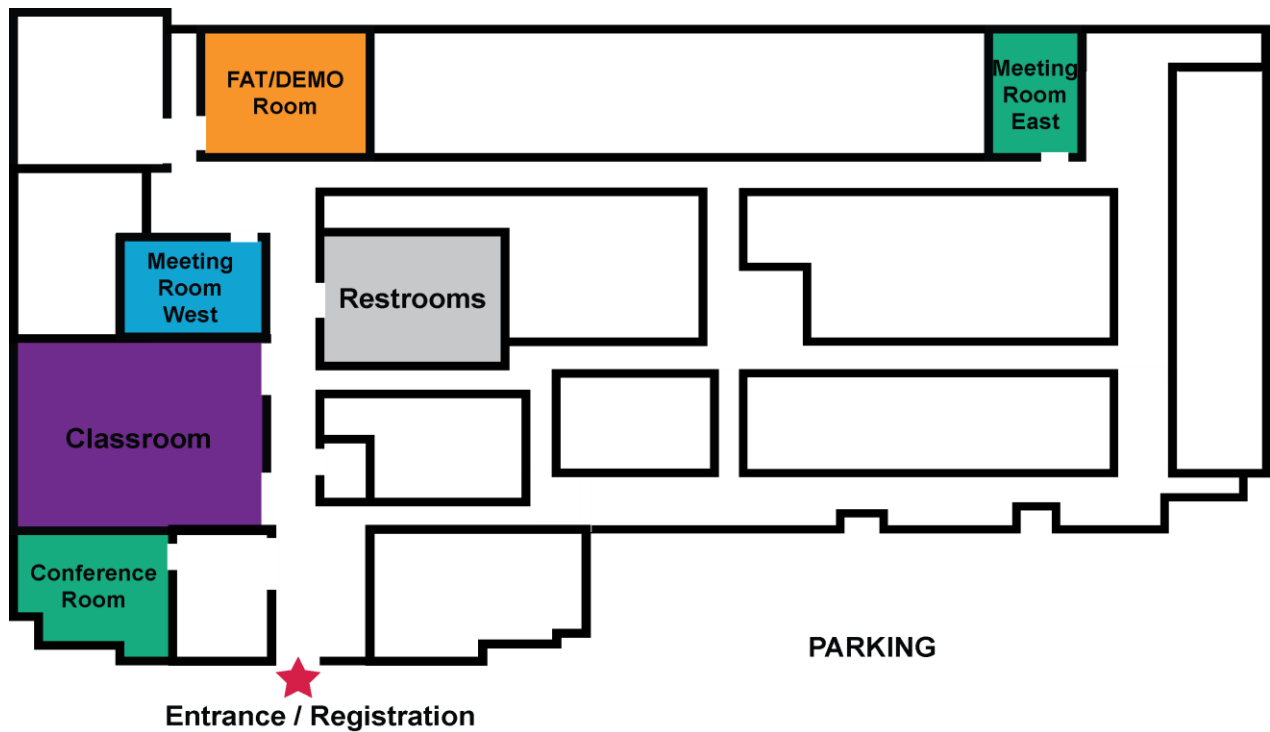 FAT/DEMO
Room
Meeting
Room
East
Meeting
Room
West
Restrooms
Classroom
Conference
Room
PARKING
Entrance / Registration